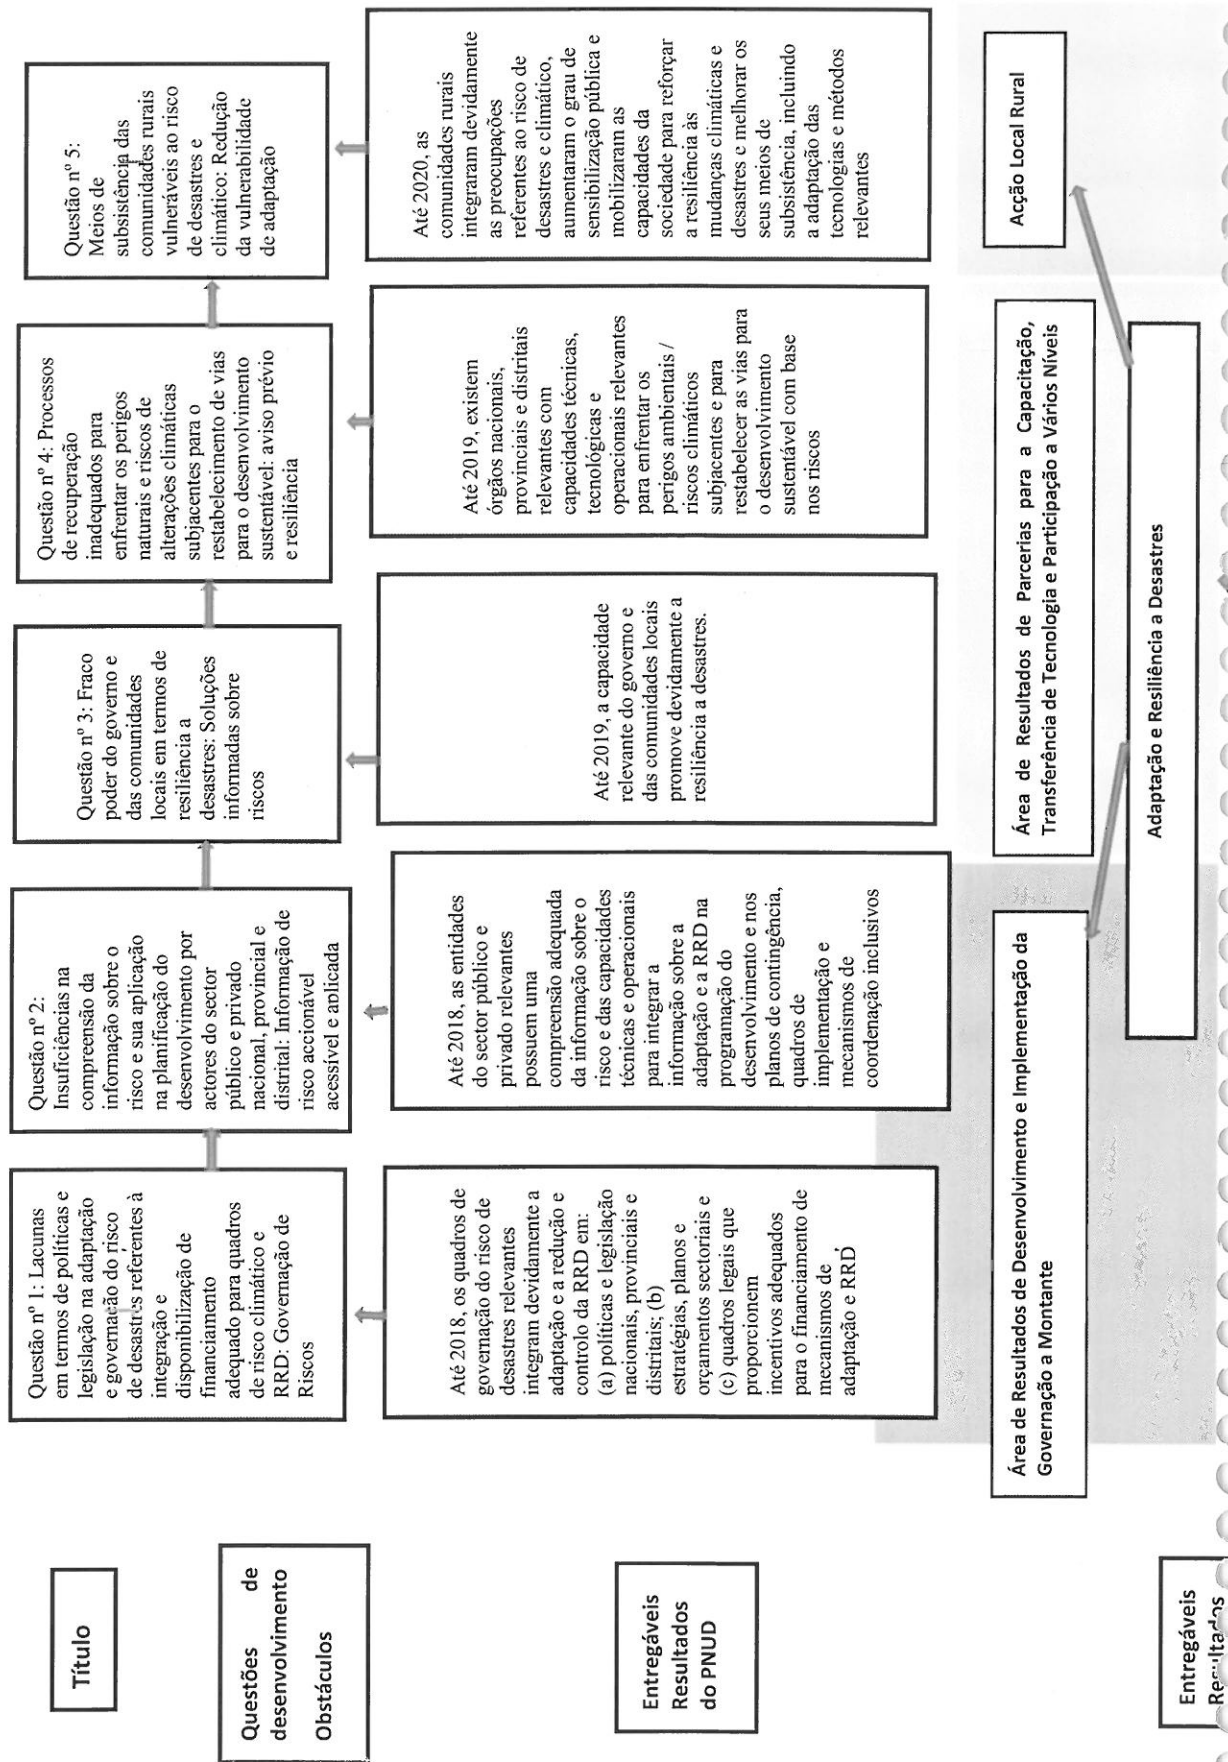 Título
Questões de
desenvolvimento
Obstáculos
Questão nº 1: Lacunas
em termos de políticas e
legislação na adaptação
e governação do risco
de desastres referentes à
integração e
disponibilização de
financiamento
adequado para quadros
de risco climático e
RRD: Governação de
Riscos
Questão nº 2:
Insuficiências na
compreensão da
informação sobre o
risco e sua aplicação
na planificação do
desenvolvimento por
actores do sector
público e privado
nacional, provincial e
distrital: Informação de
risco accionável
acessível e aplicada
Questão nº 3: Fraco
poder do governo e
das comunidades
locais em termos de
resiliência a
desastres: Soluções
informadas sobre
riscos
Questão nº 4: Processos
de recuperação
inadequados para
enfrentar os perigos
naturais e riscos de
alterações climáticas
subjacentes para o
restabelecimento de vias
para o desenvolvimento
sustentável: aviso prévio
e resiliência
Questão nº 5:
Meios de
subsistência das
comunidades rurais
vulneráveis ao risco
de desastres e
climático: Redução
da vulnerabilidade
de adaptação
Entregáveis
Resultados
do PNUD
Até 2018, os quadros de
governação do risco de
desastres relevantes
integram devidamente a
adaptação e a redução e
controlo da RRD em:
(a) políticas e legislação
nacionais, provinciais e
distritais; (b)
estratégias, planos e
orçamentos sectoriais e
(c) quadros legais que
proporcionem
incentivos adequados
para o financiamento de
mecanismos de
adaptação e RRD
Até 2018, as entidades
do sector público e
privado relevantes
possuem uma
compreensão adequada
da informação sobre o
risco e das capacidades
técnicas e operacionais
para integrar a
informação sobre a
adaptação e a RRD na
programação do
desenvolvimento e nos
planos de contingência,
quadros de
implementação e
mecanismos de
coordenação inclusivos
Até 2019, a capacidade
relevante do governo e
das comunidades locais
promove devidamente a
resiliência a desastres.
Até 2019, existem
órgãos nacionais,
provinciais e distritais
relevantes com
capacidades técnicas,
tecnológicas e
operacionais relevantes
para enfrentar os
perigos ambientais /
riscos climáticos
subjacentes e para
restabelecer as vias para
o desenvolvimento
sustentável com base
nos riscos
Até 2020, as
comunidades rurais
integraram devidamente
as preocupações
referentes ao risco de
desastres e climático,
aumentaram o grau de
sensibilização pública e
mobilizaram as
capacidades da
sociedade para reforçar
a resiliência às
mudanças climáticas e
desastres e melhorar os
seus meios de
subsistência, incluindo
a adaptação das
tecnologias e métodos
relevantes
Área de Resultados de Desenvolvimento e Implementação da
Governação a Montante
Área de Resultados de Parcerias para a Capacitação,
Transferência de Tecnologia e Participação a Vários Níveis
Acção Local Rural
Adaptação e Resiliência a Desastres
Entregáveis
Resultados